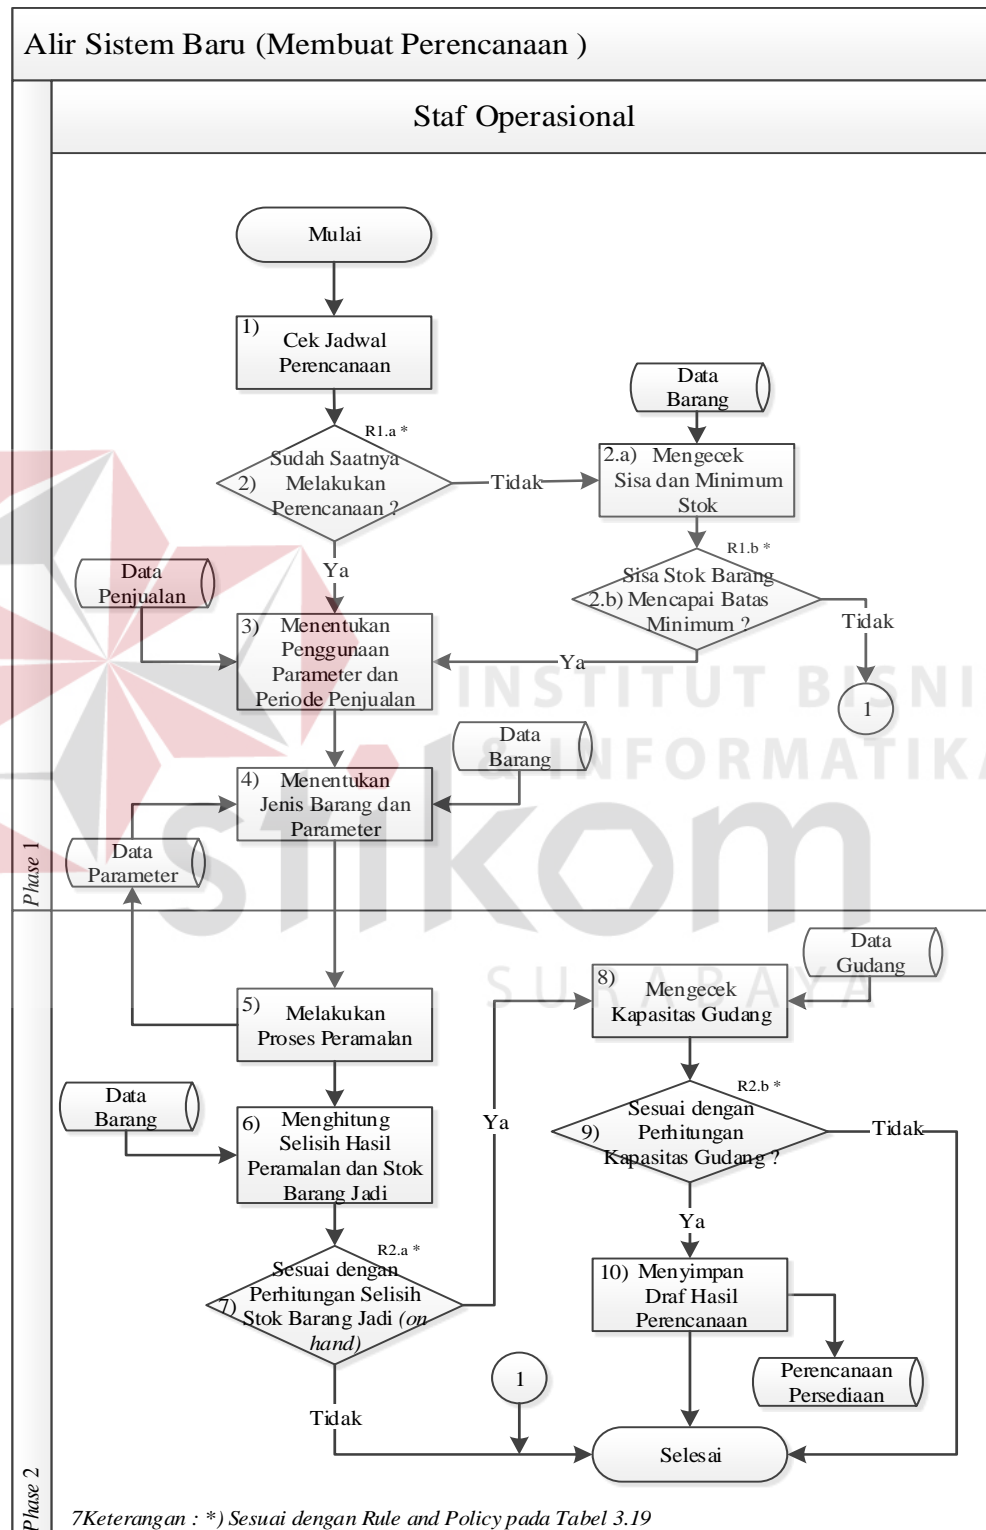 Alir Sistem Baru (Membuat Perencanaan )
Staf Operasional
Mulai
1)
Cek Jadwal
Perencanaan
Data
Barang
R1.a *
Sudah Saatnya
2) Melakukan
Perencanaan ?
Tidak
2.a) Mengecek
Sisa dan Minimum
Stok
Ya
R1.b *
Sisa Stok Barang
2.b) Mencapai Batas
Minimum ?
Tidak
Data
Penjualan
3) Menentukan
Penggunaan
Parameter dan
Periode Penjualan
Ya
1
INSTITUT BISNI
& INFORMATIKA
stikom
SURABAYA
Data
Barang
4) Menentukan
Jenis Barang dan
Parameter
Data
Parameter
Phase 1
Data
Gudang
5) Melakukan
Proses Peramalan
8)
Mengecek
Kapasitas Gudang
Data
Barang
6) Menghitung
Selisih Hasil
Peramalan dan Stok
Barang Jadi
Ya
R2.b *
Sesuai dengan
9) Perhitungan
Kapasitas Gudang ?
Tidak
Ya
R2.a *
Sesuai dengan
Perhitungan Selisih
7) Stok Barang Jadi (on
hand)
10) Menyimpan
Draf Hasil
Perencanaan
Perencanaan
Persediaan
1
Tidak
Selesai
Phase 2
7Keterangan : *) Sesuai dengan Rule and Policy pada Tabel 3.19